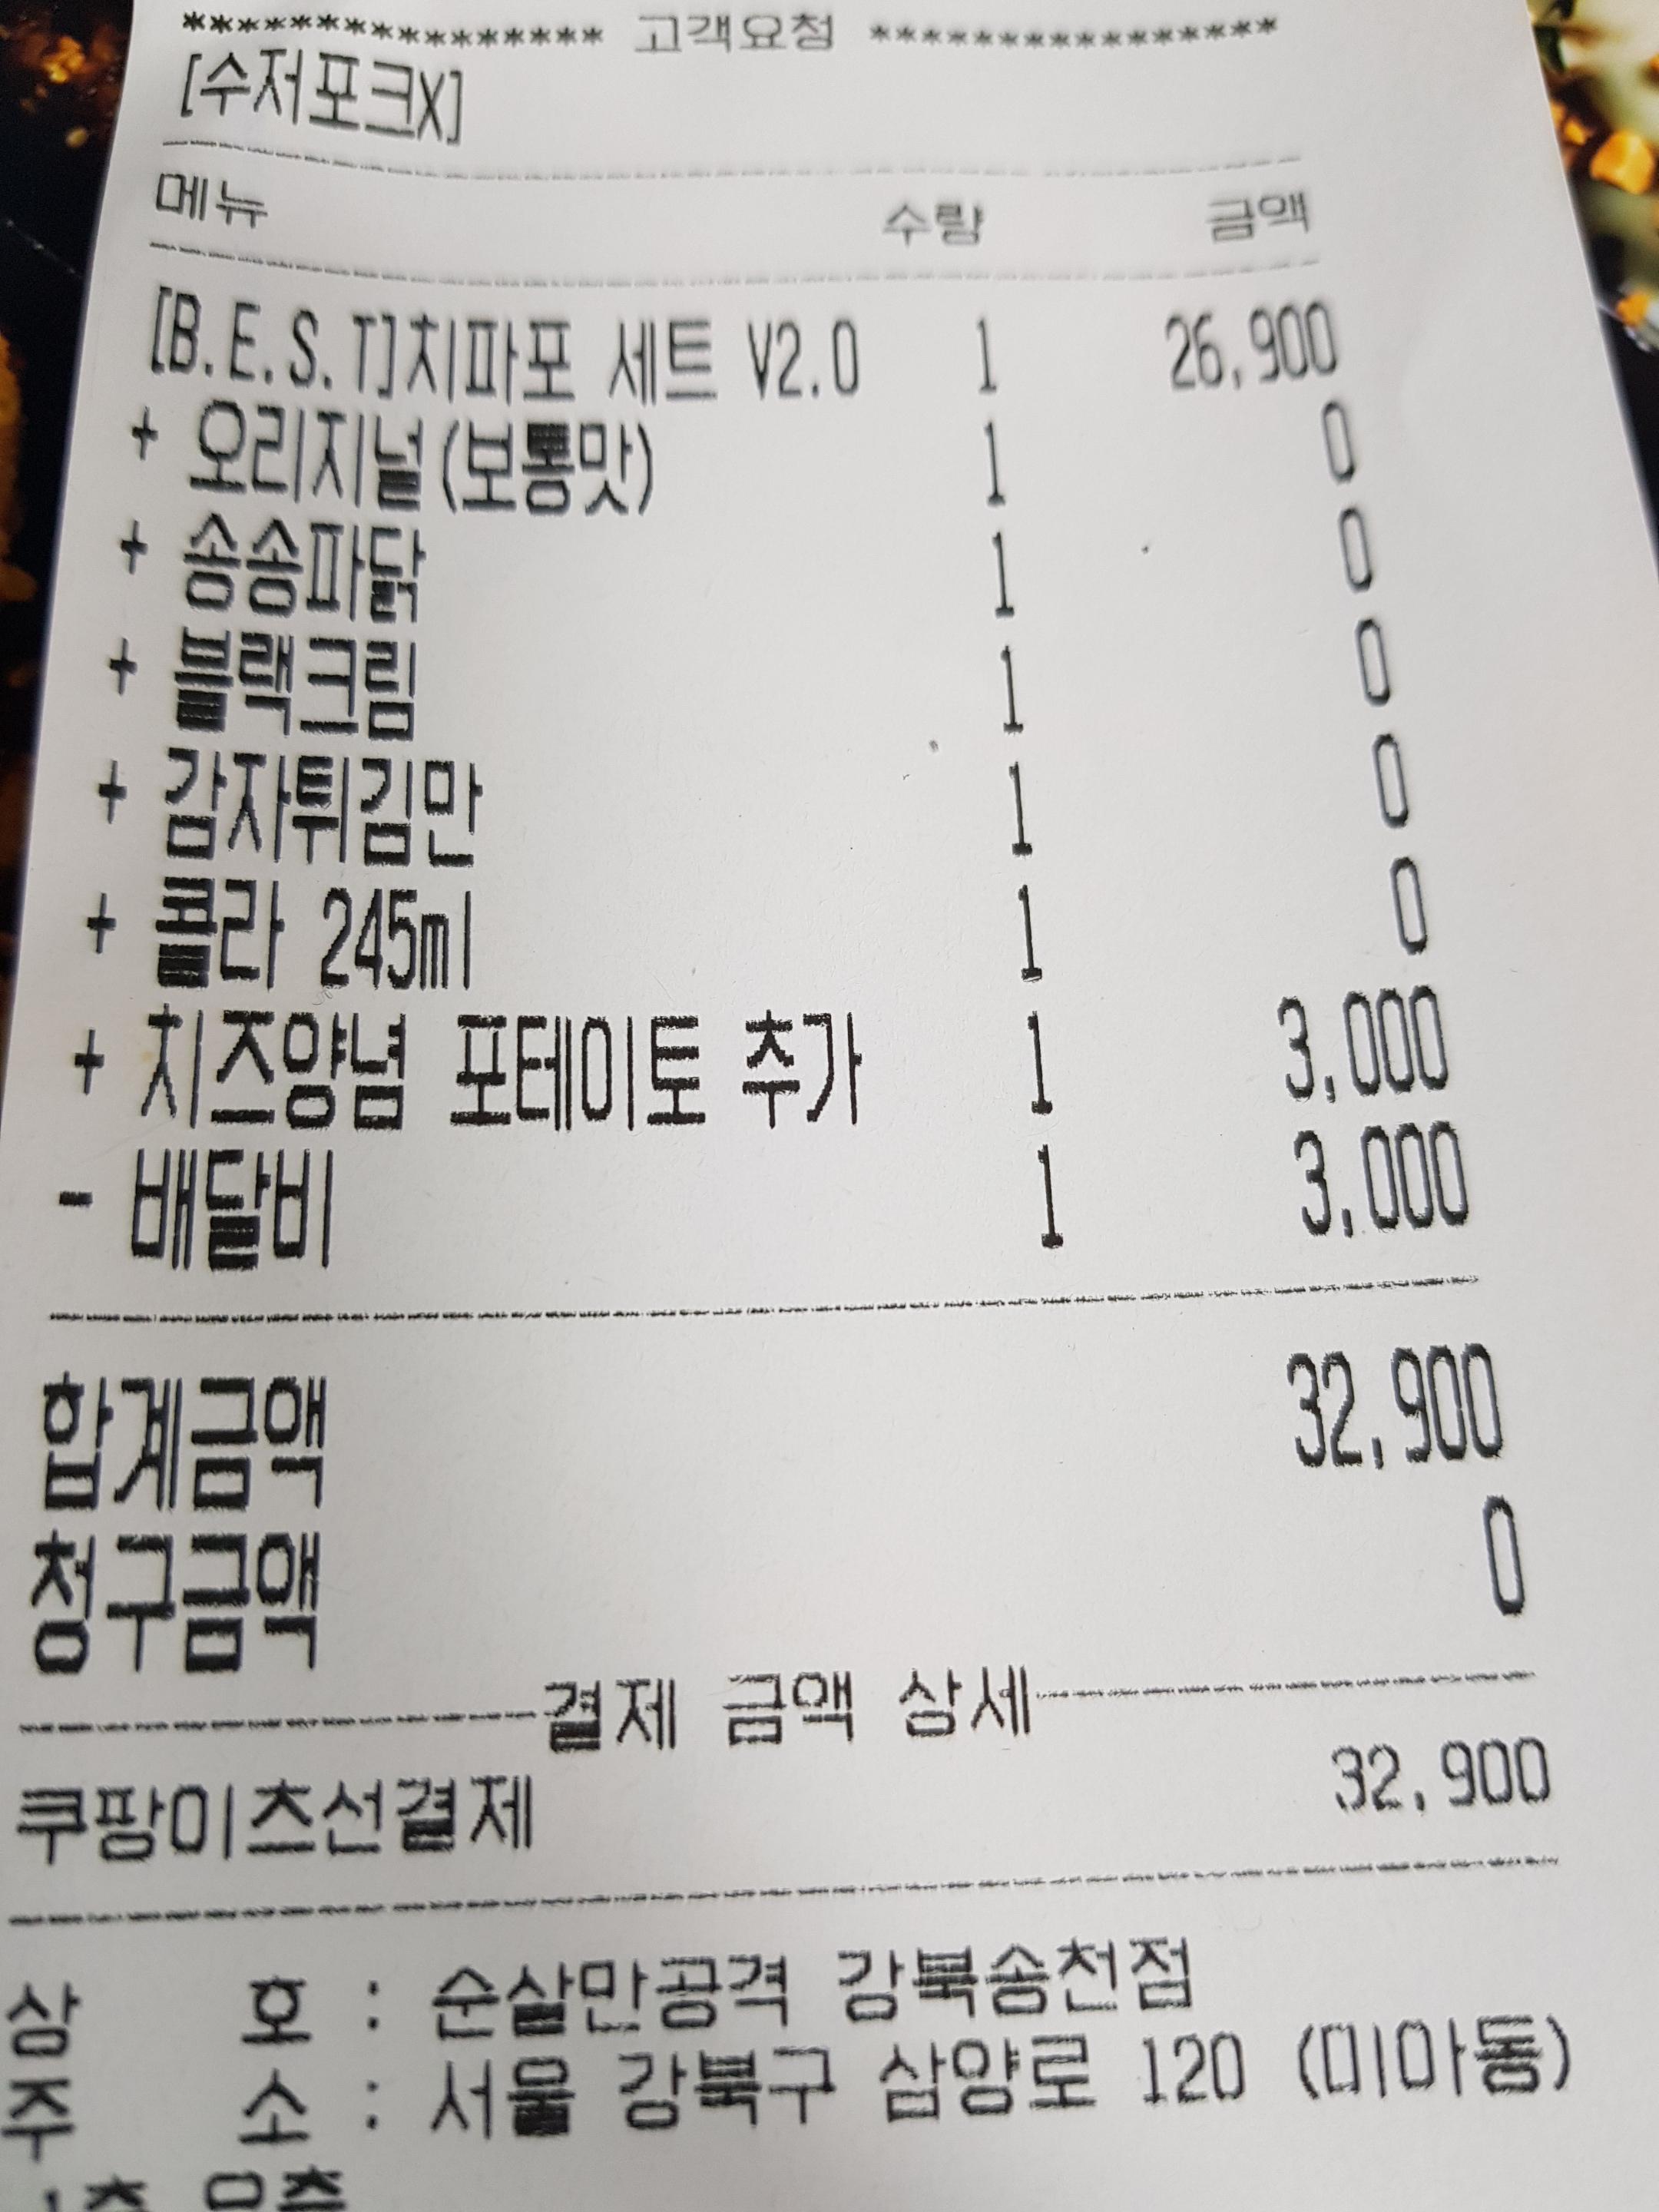 **************** 고객요청 ****************
[수저포크X]
메뉴 수량 금액
[B.E.S.T]치파포 세트 V2.0 1 26,900
+ 오리지널(보통맛) 1 0
+ 송송파닭 1 0
+ 블랙크림 1 0
+ 감자튀김만 1 0
+ 콜라 245ml 1 0
+ 치즈양념 포테이토 추가 1 3,000
- 배달비 1 3,000
합계금액 32,900
청구금액 0
결제 금액 상세
쿠팡이츠선결제 32,900
상 호 : 순살만공격 강북송천점
주 소 : 서울 강북구 삼양로 120 (미아동)